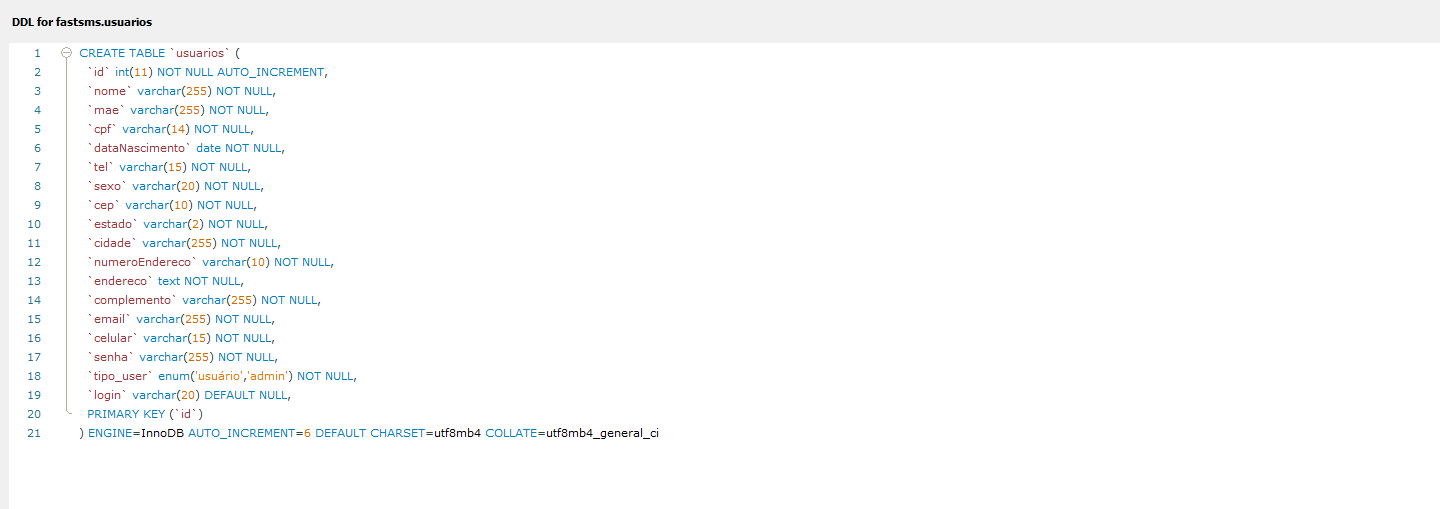 DDL for fastsms.usuarios
1 CREATE TABLE `usuarios` (
2 `id` int(11) NOT NULL AUTO_INCREMENT,
3 `nome` varchar(255) NOT NULL,
4 `mae` varchar(255) NOT NULL,
5 `cpf` varchar(14) NOT NULL,
6 `dataNascimento` date NOT NULL,
7 `tel` varchar(15) NOT NULL,
8 `sexo` varchar(20) NOT NULL,
9 `cep` varchar(10) NOT NULL,
10 `estado` varchar(2) NOT NULL,
11 `cidade` varchar(255) NOT NULL,
12 `numeroEndereco` varchar(10) NOT NULL,
13 `endereco` text NOT NULL,
14 `complemento` varchar(255) NOT NULL,
15 `email` varchar(255) NOT NULL,
16 `celular` varchar(15) NOT NULL,
17 `senha` varchar(255) NOT NULL,
18 `tipo_user` enum('usuário','admin') NOT NULL,
19 `login` varchar(20) DEFAULT NULL,
20 PRIMARY KEY (`id`)
21 ) ENGINE=InnoDB AUTO_INCREMENT=6 DEFAULT CHARSET=utf8mb4 COLLATE=utf8mb4_general_ci